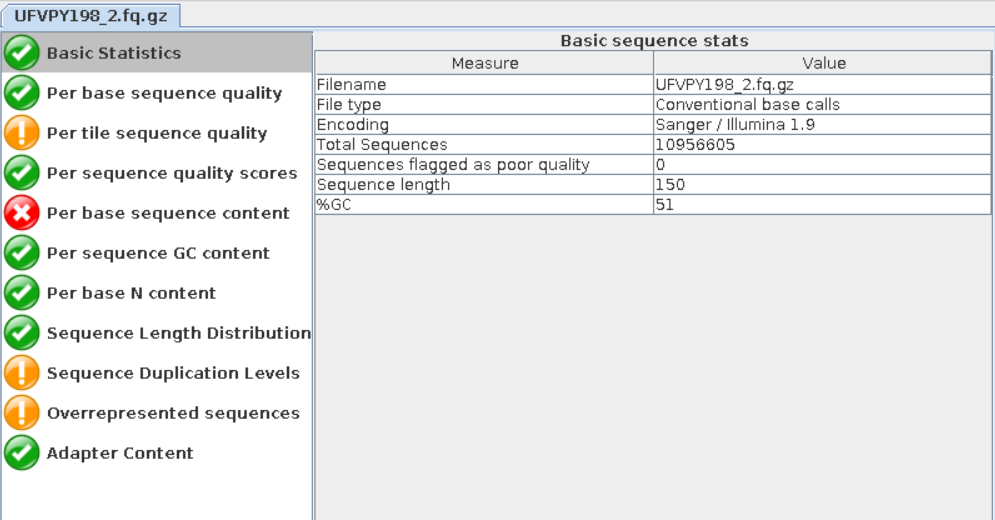 UFVPY198_2.fq.gz
Basic Statistics
Per base sequence quality
Per tile sequence quality
Per sequence quality scores
Per base sequence content
Per sequence GC content
Per base N content
Sequence Length Distribution
Sequence Duplication Levels
Overrepresented sequences
Adapter Content
Basic sequence stats
Measure Value
Filename UFVPY198_2.fq.gz
File type Conventional base calls
Encoding Sanger / Illumina 1.9
Total Sequences 10956605
Sequences flagged as poor quality 0
Sequence length 150
%GC 51